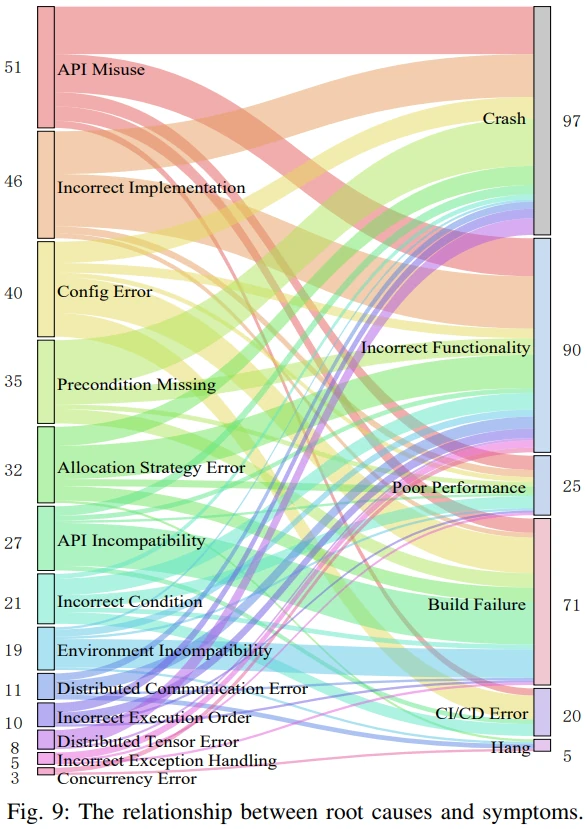 51 API Misuse
46 Incorrect Implementation
40 Config Error
35 Precondition Missing
32 Allocation Strategy Error
27 API Incompatibility
21 Incorrect Condition
19 Environment Incompatibility
11 Distributed Communication Error
10 Incorrect Execution Order
8 Distributed Tensor Error
5 Incorrect Exception Handling
3 Concurrency Error
Crash 97
Incorrect Functionality 90
Poor Performance 25
Build Failure 71
CI/CD Error 20
Hang 5
Fig. 9: The relationship between root causes and symptoms.